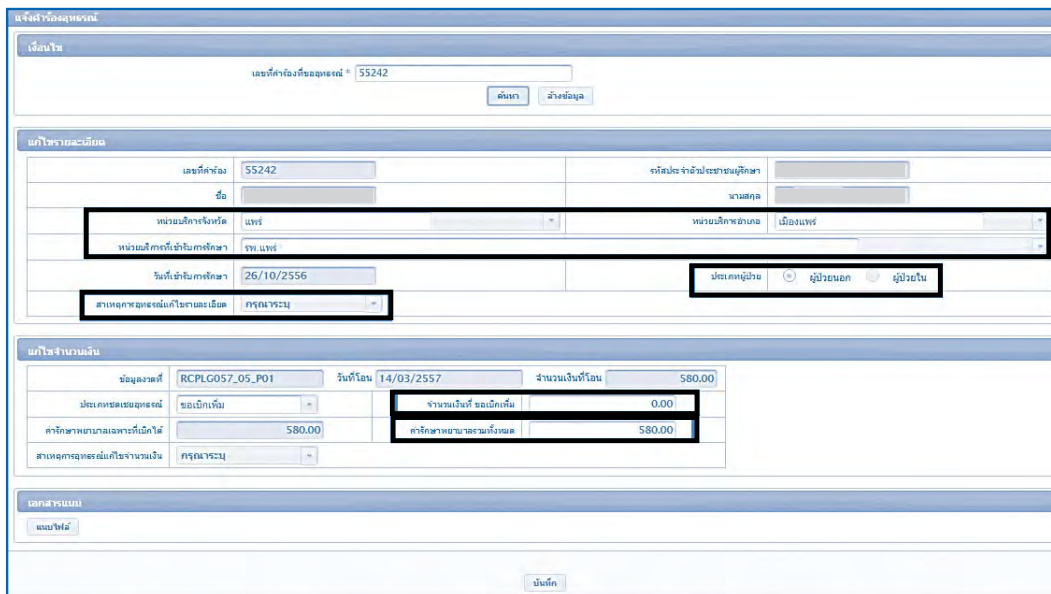 แจ้งคำร้องอุทธรณ์
เงื่อนไข
เลขที่คำร้องที่ขออุทธรณ์ * 55242
ค้นหา ล้างข้อมูล
แก้ไขรายละเอียด
เลขที่คำร้อง 55242 รหัสประจำตัวประชาชนผู้รักษา
ชื่อ นามสกุล
หน่วยบริการจังหวัด แพร่ หน่วยบริการอำเภอ เมืองแพร่
หน่วยบริการที่เข้ารับการรักษา รพ.แพร่
วันที่เข้ารับการรักษา 26/10/2556 ประเภทผู้ป่วย ผู้ป่วยนอก ผู้ป่วยใน
สาเหตุการอุทธรณ์แก้ไขรายละเอียด กรุณาระบุ
แก้ไขจำนวนเงิน
ข้อมูลงวดที่ RCPLG057_05_P01 วันที่โอน 14/03/2557 จำนวนเงินที่โอน 580.00
ประเภทชดเชยอุทธรณ์ ขอเบิกเพิ่ม จำนวนเงินที่ ขอเบิกเพิ่ม 0.00
ค่ารักษาพยาบาลเฉพาะที่เบิกได้ 580.00 ค่ารักษาพยาบาลรวมทั้งหมด 580.00
สาเหตุการอุทธรณ์แก้ไขจำนวนเงิน กรุณาระบุ
เอกสารแนบ
แนบไฟล์
บันทึก